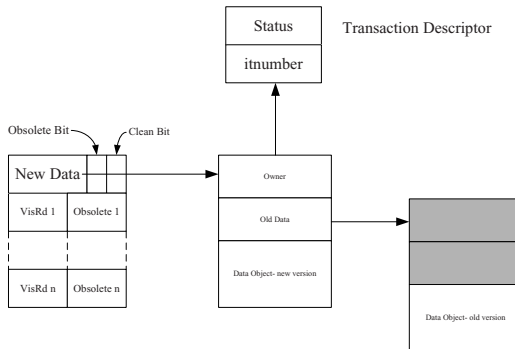 Status
Transaction Descriptor
itnumber
Obsolete Bit
Clean Bit
New Data
Owner
VisRd 1
Obsolete 1
Old Data
Data Object- new version
VisRd n
Obsolete n
Data Object- old version